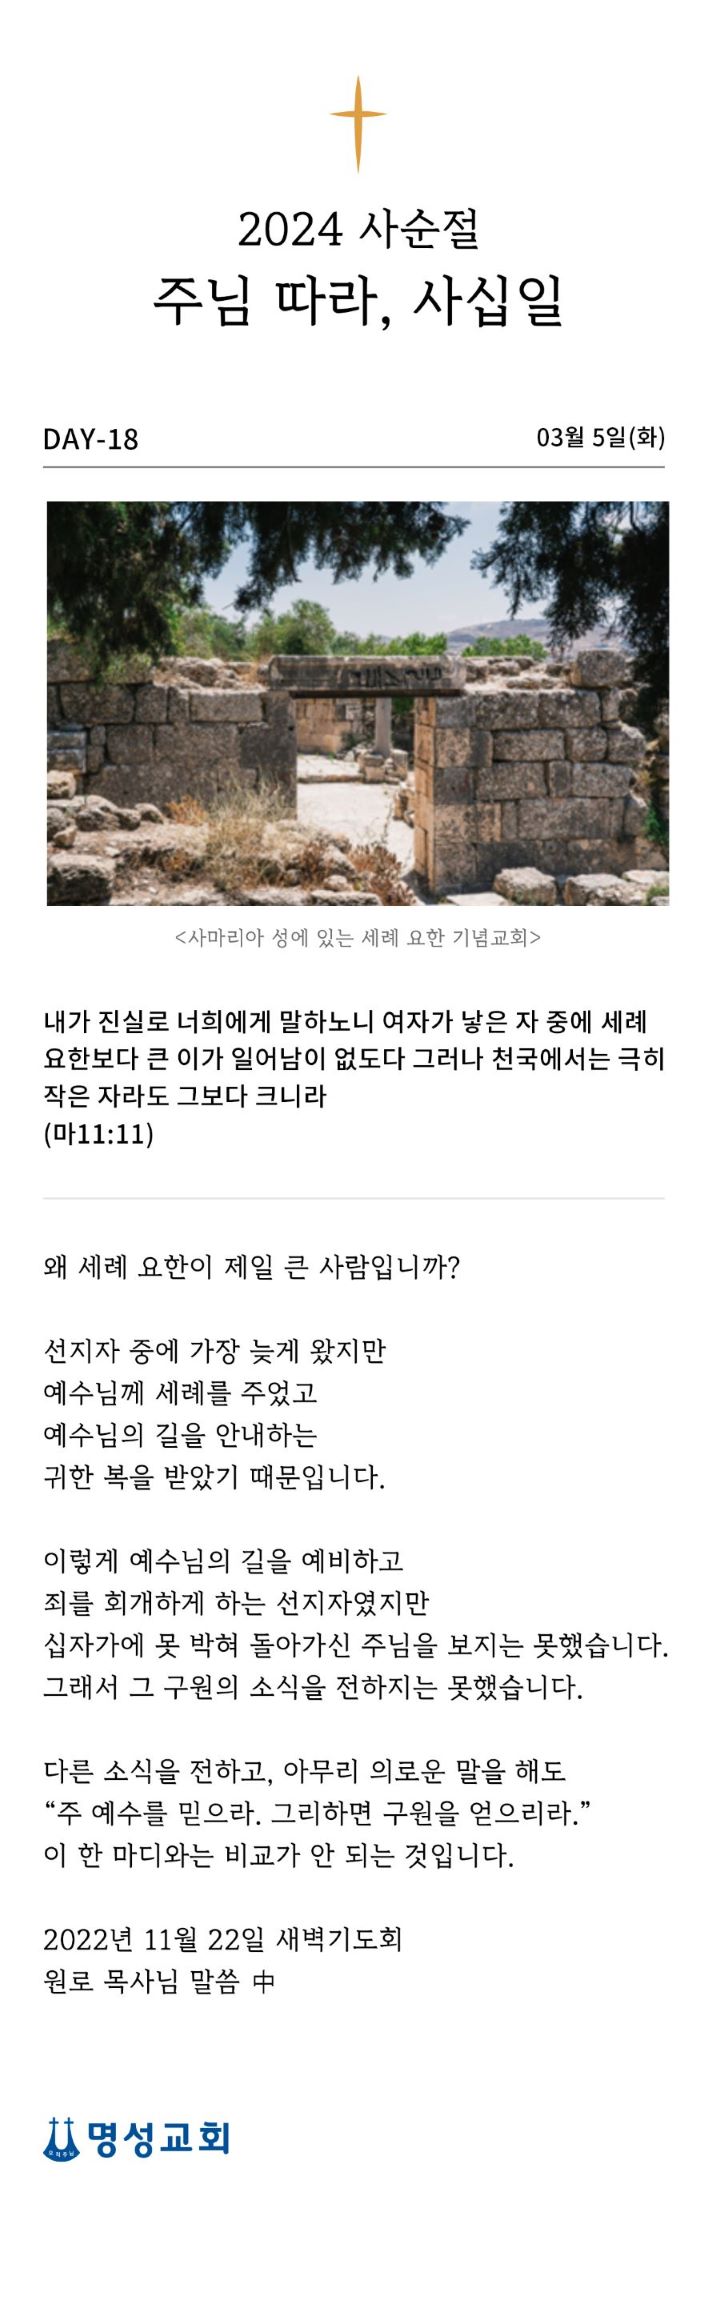 2024 사순절
주님 따라, 사십일
DAY-18
03월 5일(화)
<사마리아 성에 있는 세례 요한 기념교회>
내가 진실로 너희에게 말하노니 여자가 낳은 자 중에 세례
요한보다 큰 이가 일어남이 없도다 그러나 천국에서는 극히
작은 자라도 그보다 크니라
(마11:11)
왜 세례 요한이 제일 큰 사람입니까?
선지자 중에 가장 늦게 왔지만
예수님께 세례를 주었고
예수님의 길을 안내하는
귀한 복을 받았기 때문입니다.
이렇게 예수님의 길을 예비하고
죄를 회개하게 하는 선지자였지만
십자가에 못 박혀 돌아가신 주님을 보지는 못했습니다.
그래서 그 구원의 소식을 전하지는 못했습니다.
다른 소식을 전하고, 아무리 의로운 말을 해도
“주 예수를 믿으라. 그리하면 구원을 얻으리라.”
이 한 마디와는 비교가 안 되는 것입니다.
2022년 11월 22일 새벽기도회
원로 목사님 말씀 中
오직주님
명성교회